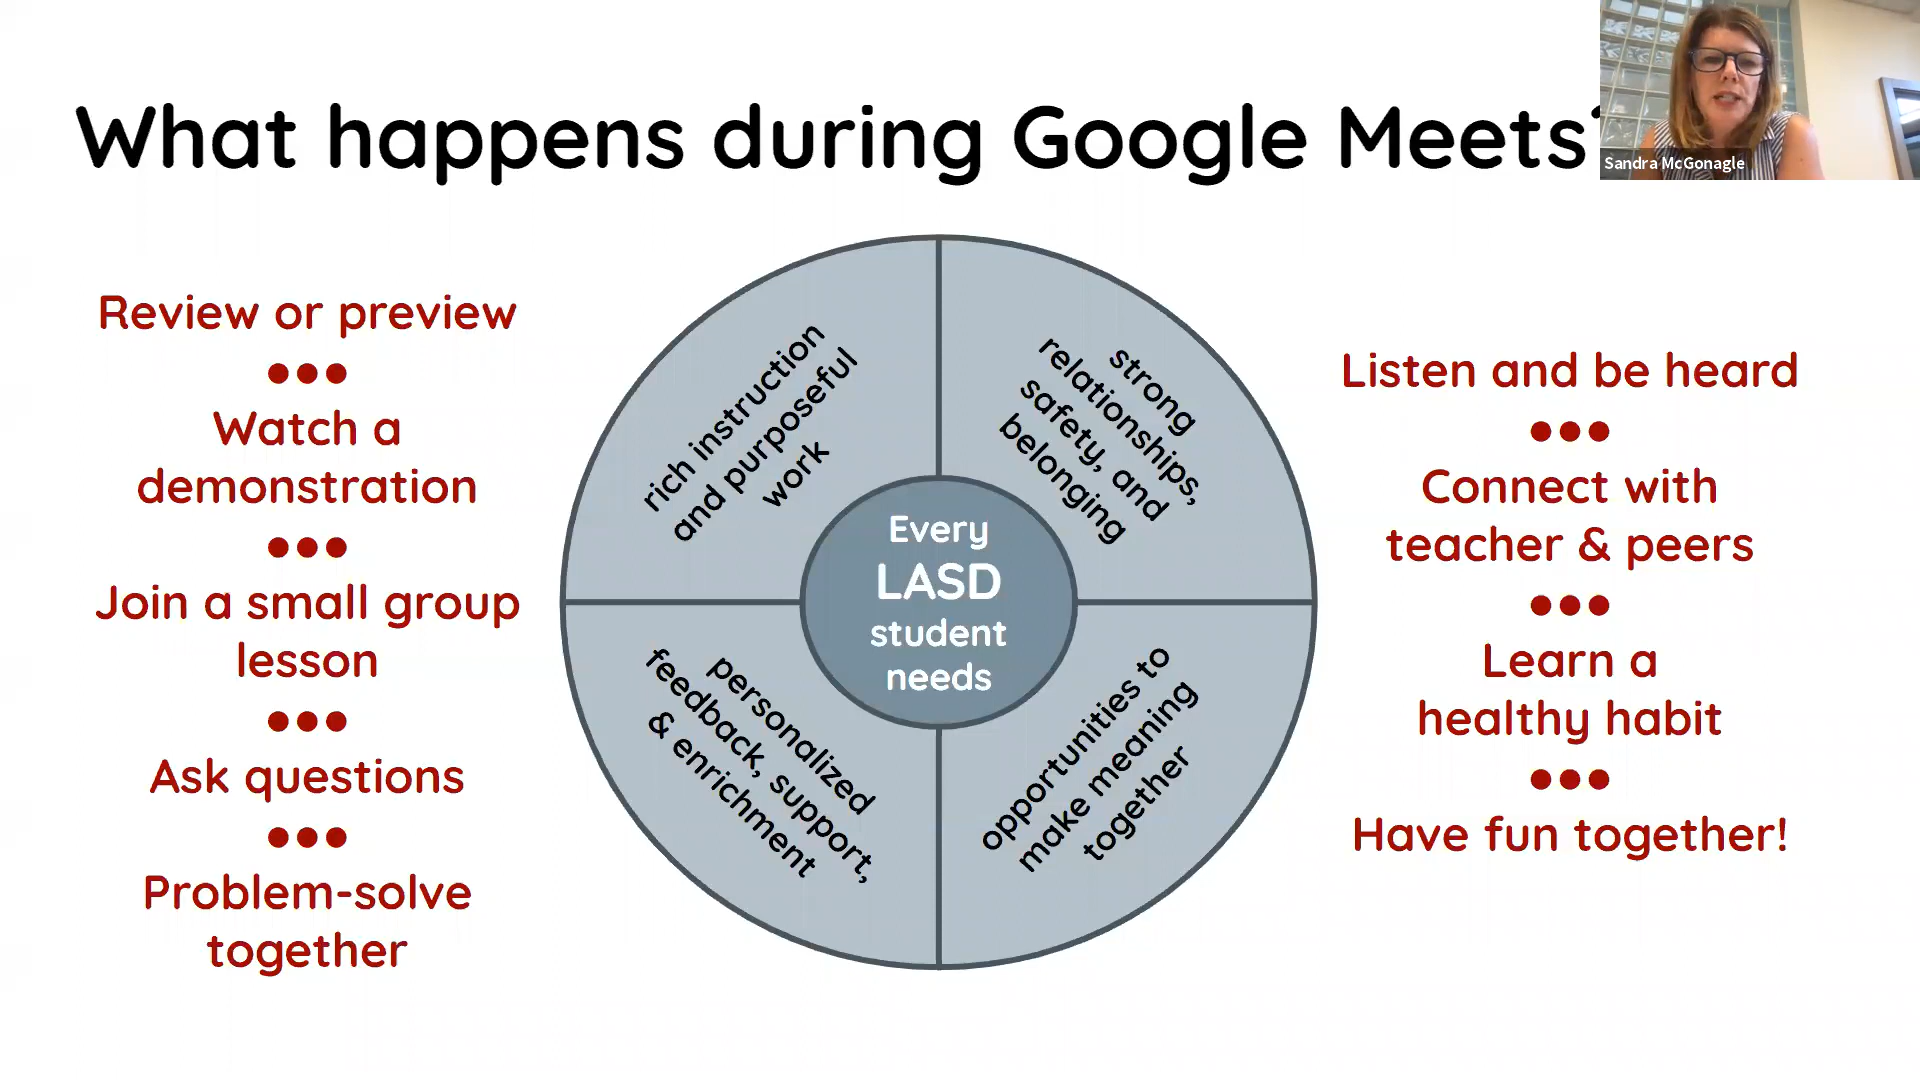 What happens during Google Meets?
Sandra McGonagle
Review or preview
Watch a
demonstration
Join a small group
lesson
Ask questions
Problem-solve
together
rich instruction
and purposeful
work
strong
relationships,
safety, and
belonging
Every
LASD
student
needs
personalized
feedback, support,
& enrichment
opportunities to
make meaning
together
Listen and be heard
Connect with
teacher & peers
Learn a
healthy habit
Have fun together!